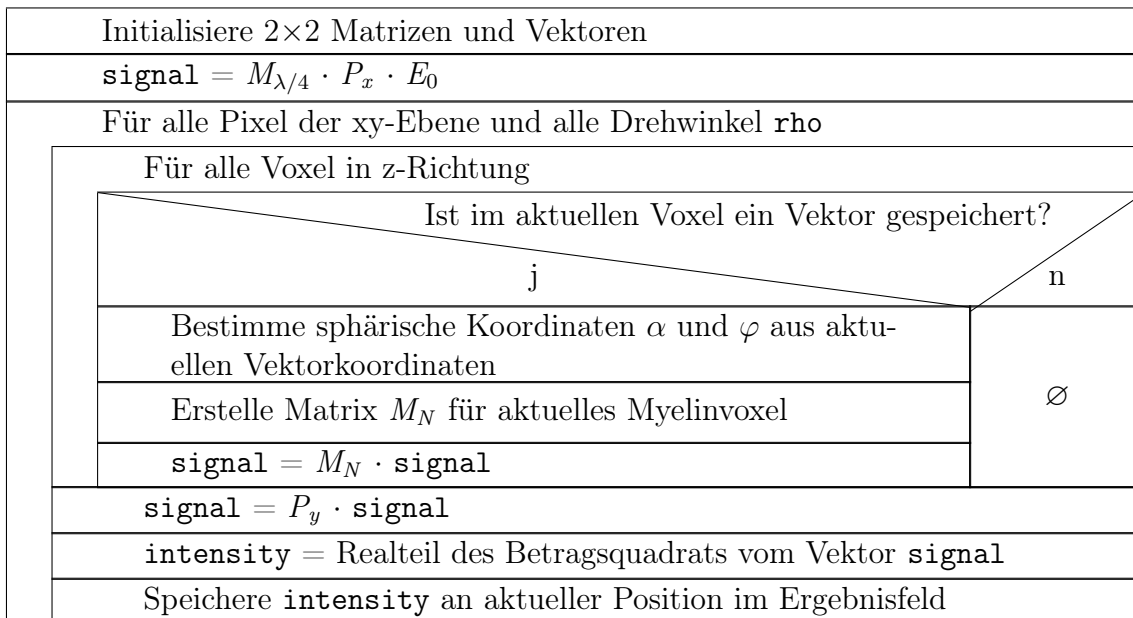 Initialisiere 2×2 Matrizen und Vektoren
signal = M_{λ/4} · P_x · E_0
Für alle Pixel der xy-Ebene und alle Drehwinkel rho
Für alle Voxel in z-Richtung
Ist im aktuellen Voxel ein Vektor gespeichert?
j
n
Bestimme sphärische Koordinaten α und φ aus aktu-
ellen Vektorkoordinaten
∅
Erstelle Matrix M_N für aktuelles Myelinvoxel
signal = M_N · signal
signal = P_y · signal
intensity = Realteil des Betragsquadrats vom Vektor signal
Speichere intensity an aktueller Position im Ergebnisfeld